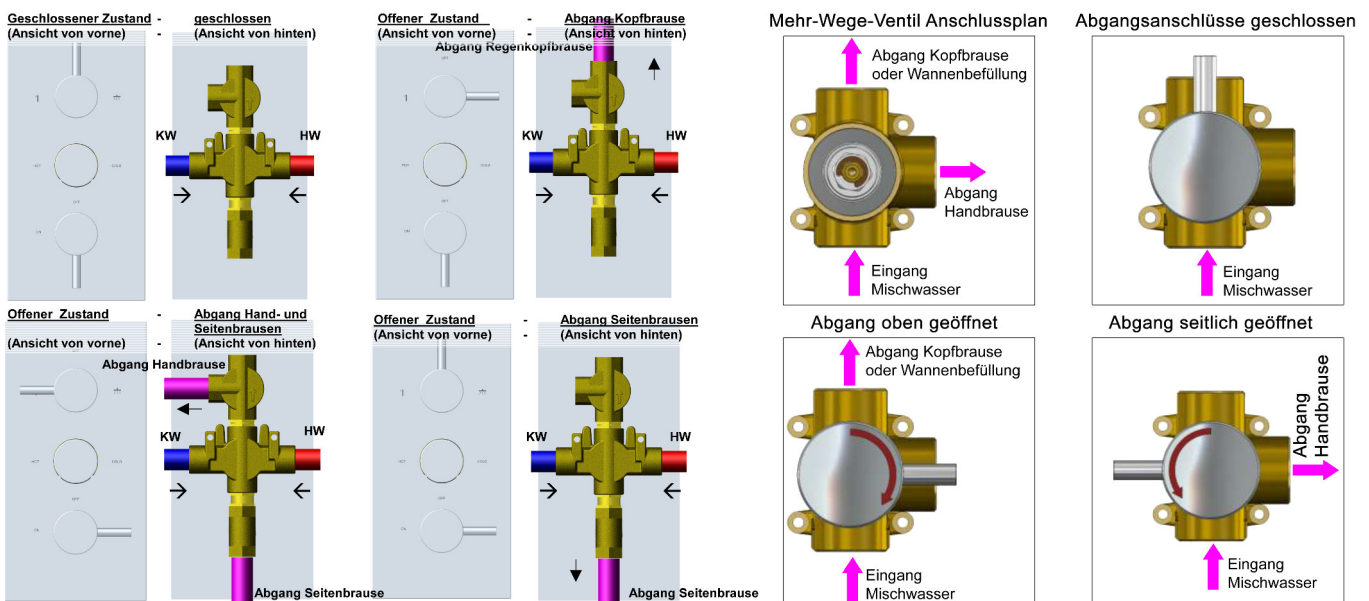 Geschlossener Zustand - geschlossen
(Ansicht von vorne) - (Ansicht von hinten)
KW HW
Offener Zustand - Abgang Kopfbrause
(Ansicht von vorne) - (Ansicht von hinten)
Abgang Regenkopfbrause
KW HW
Offener Zustand - Abgang Hand- und
Seitenbrausen
(Ansicht von vorne) - (Ansicht von hinten)
Abgang Handbrause
KW HW
Abgang Seitenbrause
Offener Zustand - Abgang Seitenbrausen
(Ansicht von vorne) - (Ansicht von hinten)
KW HW
Abgang Seitenbrause
Mehr-Wege-Ventil Anschlussplan
Abgang Kopfbrause
oder Wannenbefüllung
Abgang
Handbrause
Eingang
Mischwasser
Abgangsanschlüsse geschlossen
Eingang
Mischwasser
Abgang oben geöffnet
Abgang Kopfbrause
oder Wannenbefüllung
Eingang
Mischwasser
Abgang seitlich geöffnet
Abgang
Handbrause
Eingang
Mischwasser